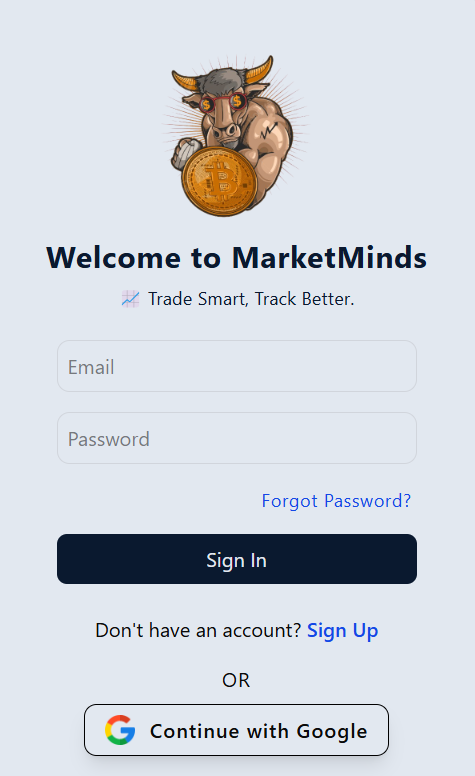 Welcome to MarketMinds
📈 Trade Smart, Track Better.
Email
Password
Forgot Password?
Sign In
Don't have an account? Sign Up
OR
Continue with Google